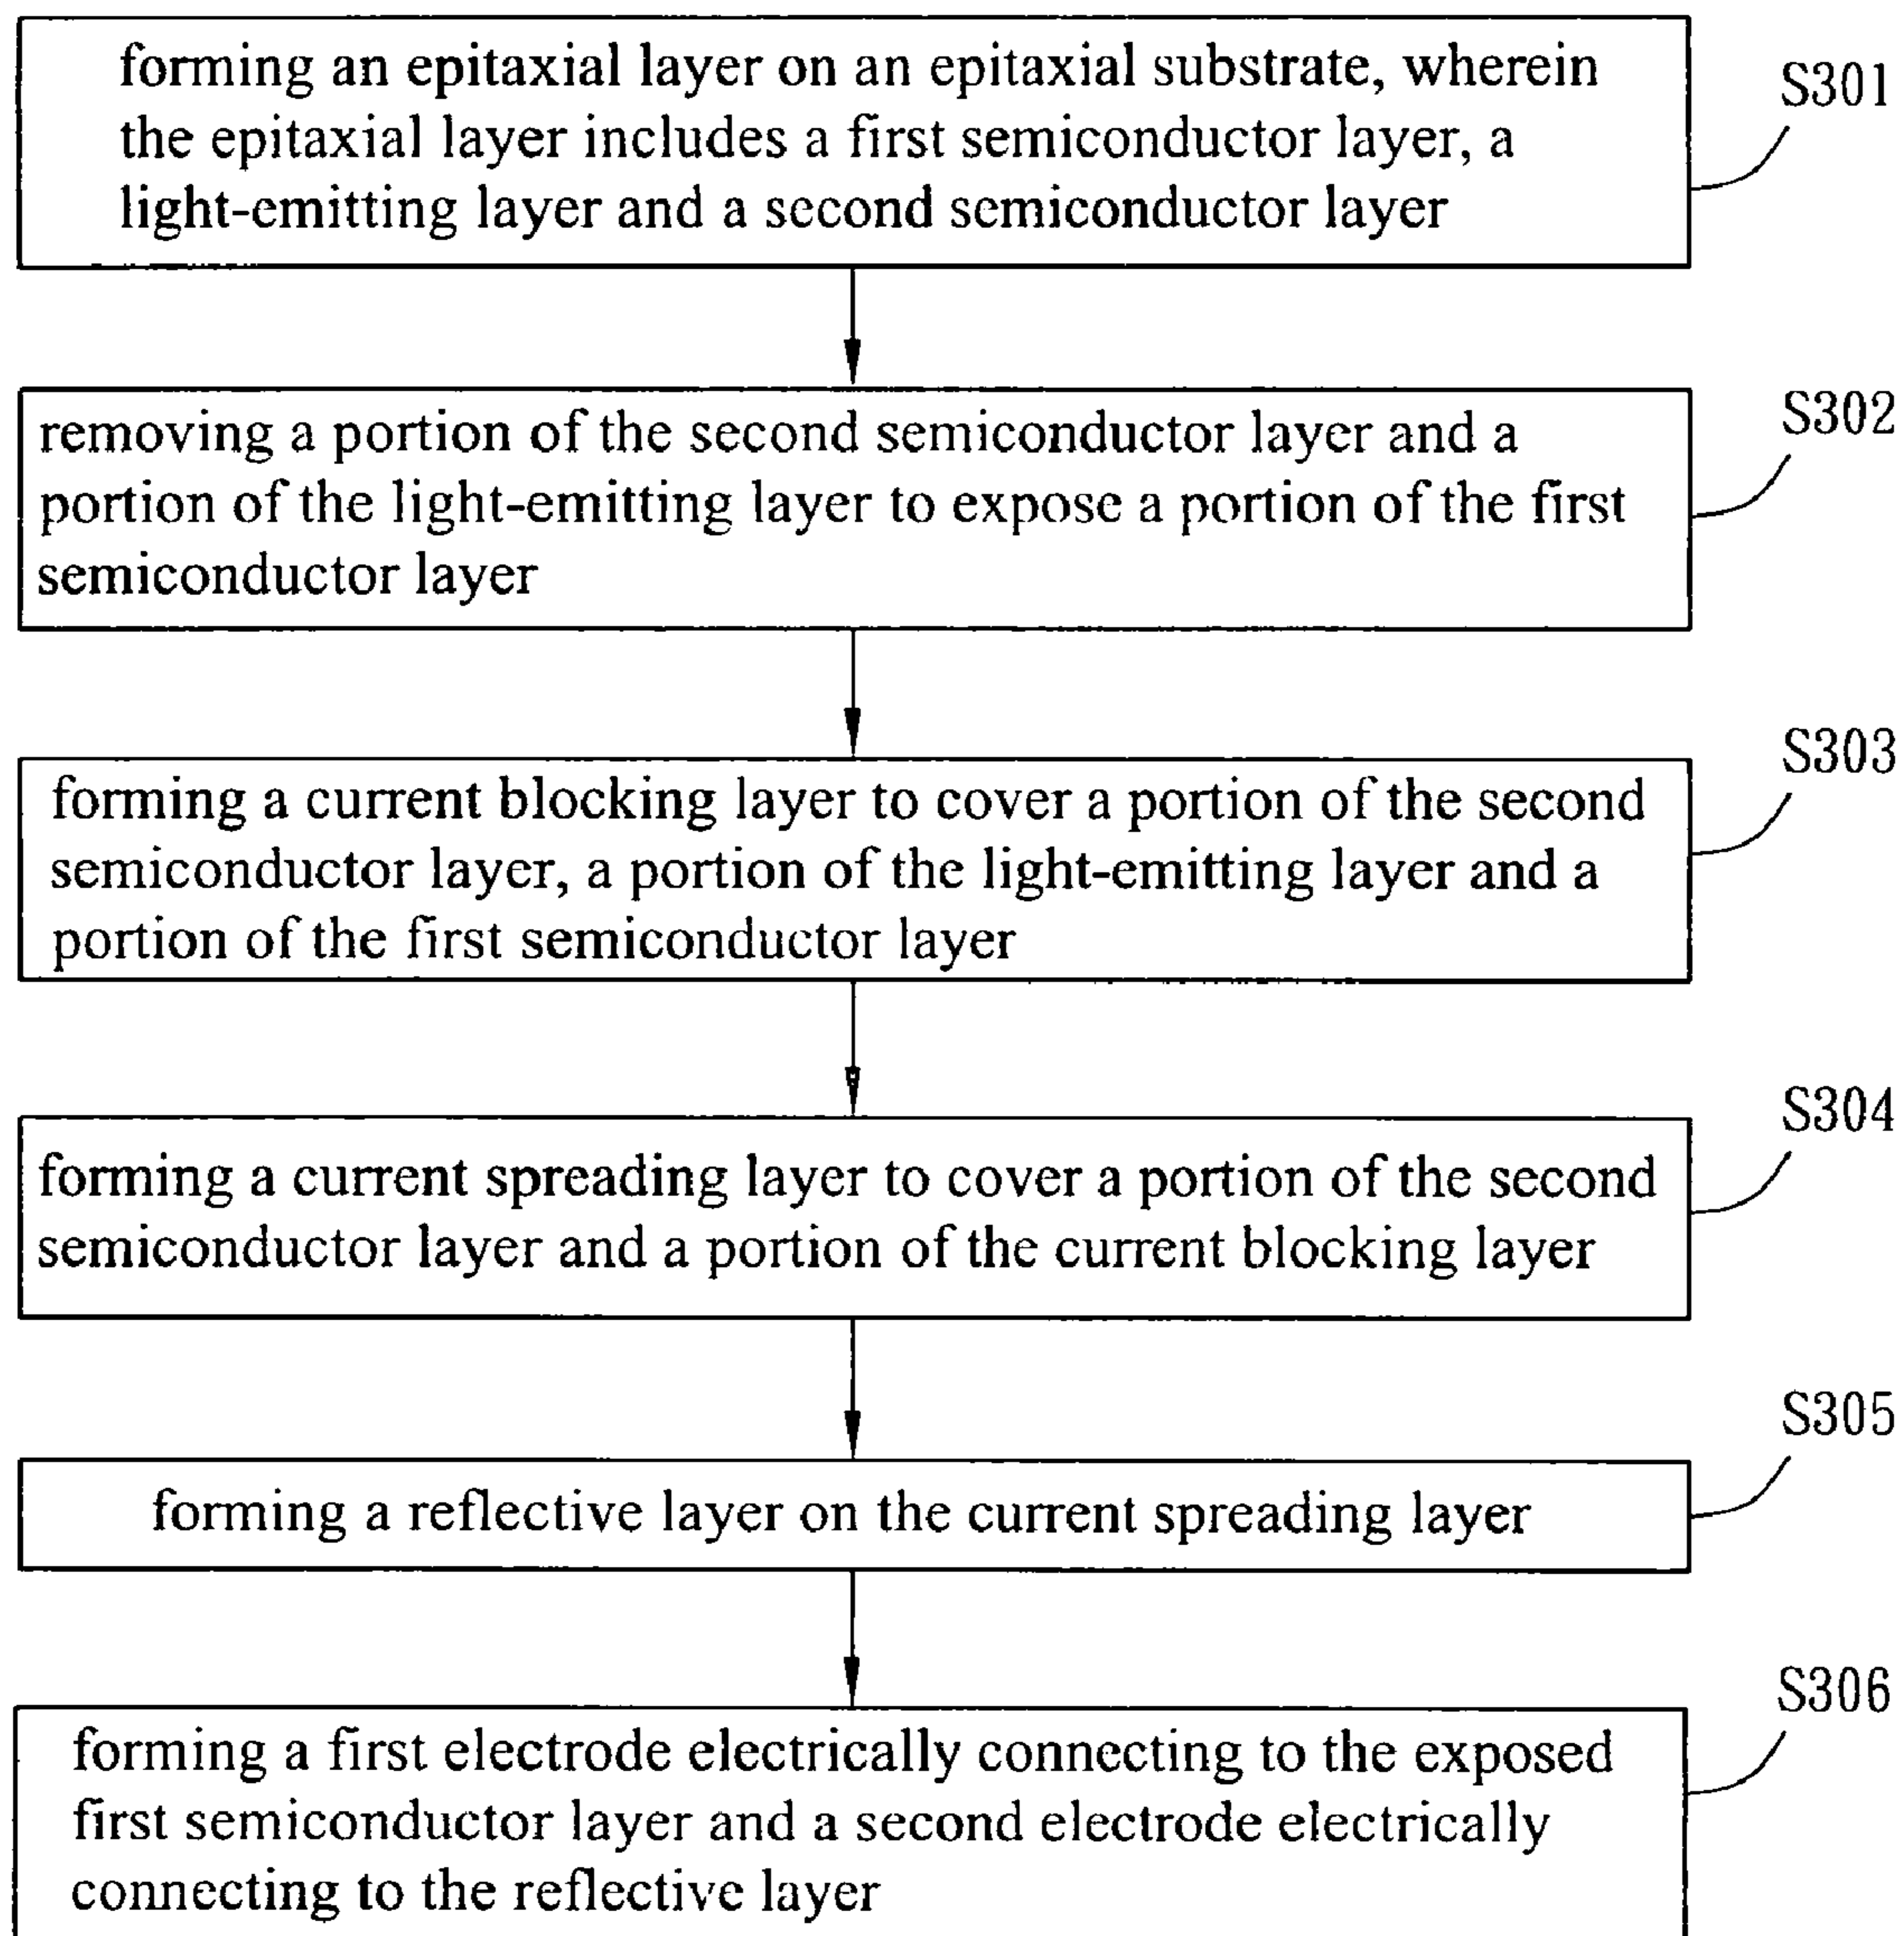 forming an epitaxial layer on an epitaxial substrate, wherein
the epitaxial layer includes a first semiconductor layer, a
light-emitting layer and a second semiconductor layer
S301
removing a portion of the second semiconductor layer and a
portion of the light-emitting layer to expose a portion of the first
semiconductor layer
S302
forming a current blocking layer to cover a portion of the second
semiconductor layer, a portion of the light-emitting layer and a
portion of the first semiconductor layer
S303
forming a current spreading layer to cover a portion of the second
semiconductor layer and a portion of the current blocking layer
S304
forming a reflective layer on the current spreading layer
S305
forming a first electrode electrically connecting to the exposed
first semiconductor layer and a second electrode electrically
connecting to the reflective layer
S306